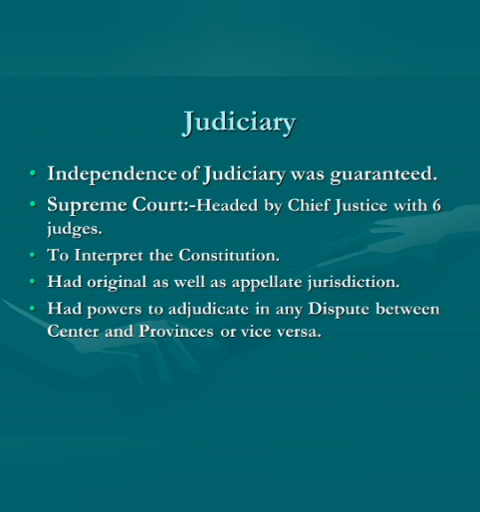 Judiciary
• Independence of Judiciary was guaranteed.
• Supreme Court:-Headed by Chief Justice with 6
judges.
• To Interpret the Constitution.
• Had original as well as appellate jurisdiction.
• Had powers to adjudicate in any Dispute between
Center and Provinces or vice versa.